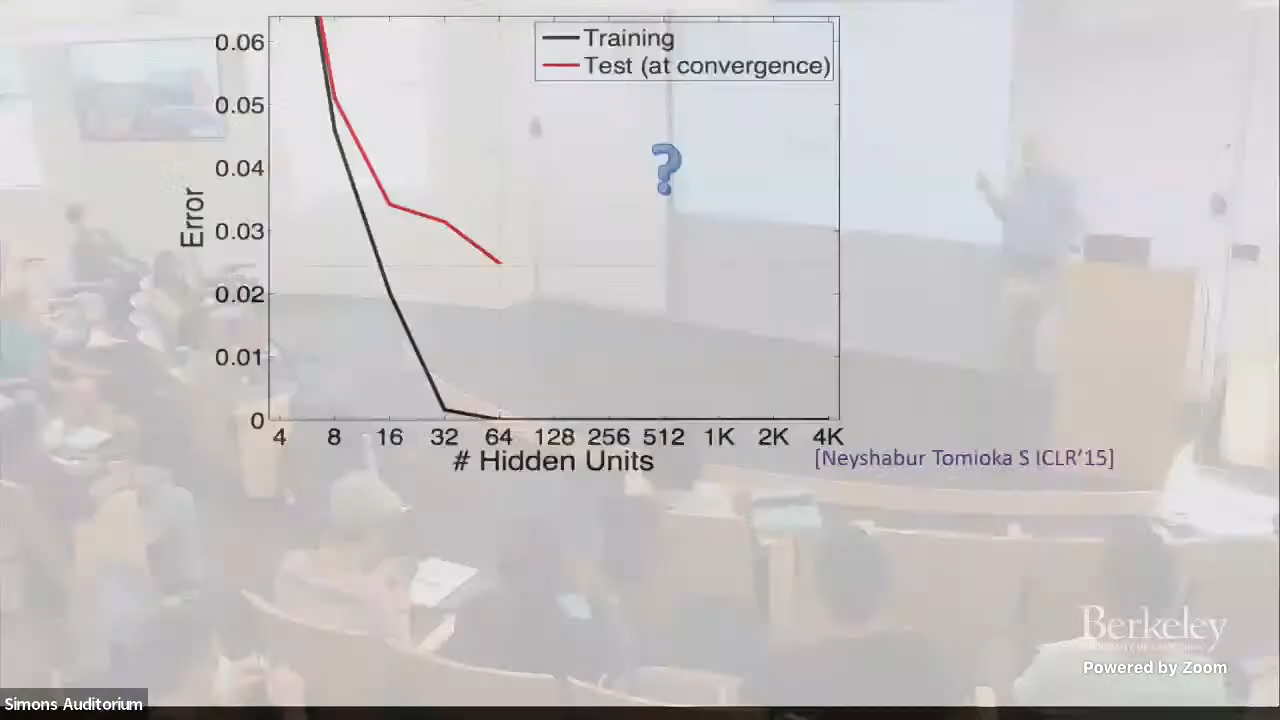 0.06
0.05
0.04
0.03
0.02
0.01
0
Error
Training
Test (at convergence)
?
4 8 16 32 64 128 256 512 1K 2K 4K
# Hidden Units
[Neyshabur Tomioka S ICLR'15]
Berkeley
Powered by Zoom
Simons Auditorium